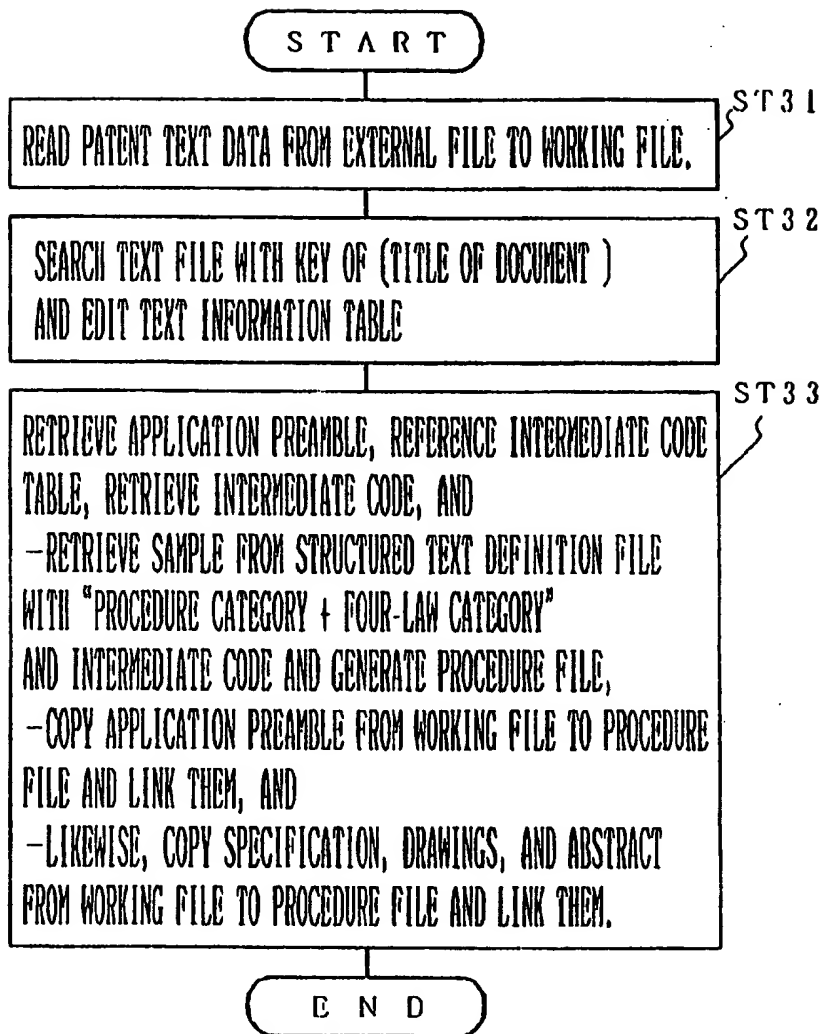 START
ST31
READ PATENT TEXT DATA FROM EXTERNAL FILE TO WORKING FILE.
ST32
SEARCH TEXT FILE WITH KEY OF (TITLE OF DOCUMENT )
AND EDIT TEXT INFORMATION TABLE
ST33
RETRIEVE APPLICATION PREAMBLE, REFERENCE INTERMEDIATE CODE
TABLE, RETRIEVE INTERMEDIATE CODE, AND
-RETRIEVE SAMPLE FROM STRUCTURED TEXT DEFINITION FILE
WITH "PROCEDURE CATEGORY + FOUR-LAW CATEGORY"
AND INTERMEDIATE CODE AND GENERATE PROCEDURE FILE,
-COPY APPLICATION PREAMBLE FROM WORKING FILE TO PROCEDURE
FILE AND LINK THEM, AND
-LIKEWISE, COPY SPECIFICATION, DRAWINGS, AND ABSTRACT
FROM WORKING FILE TO PROCEDURE FILE AND LINK THEM.
END